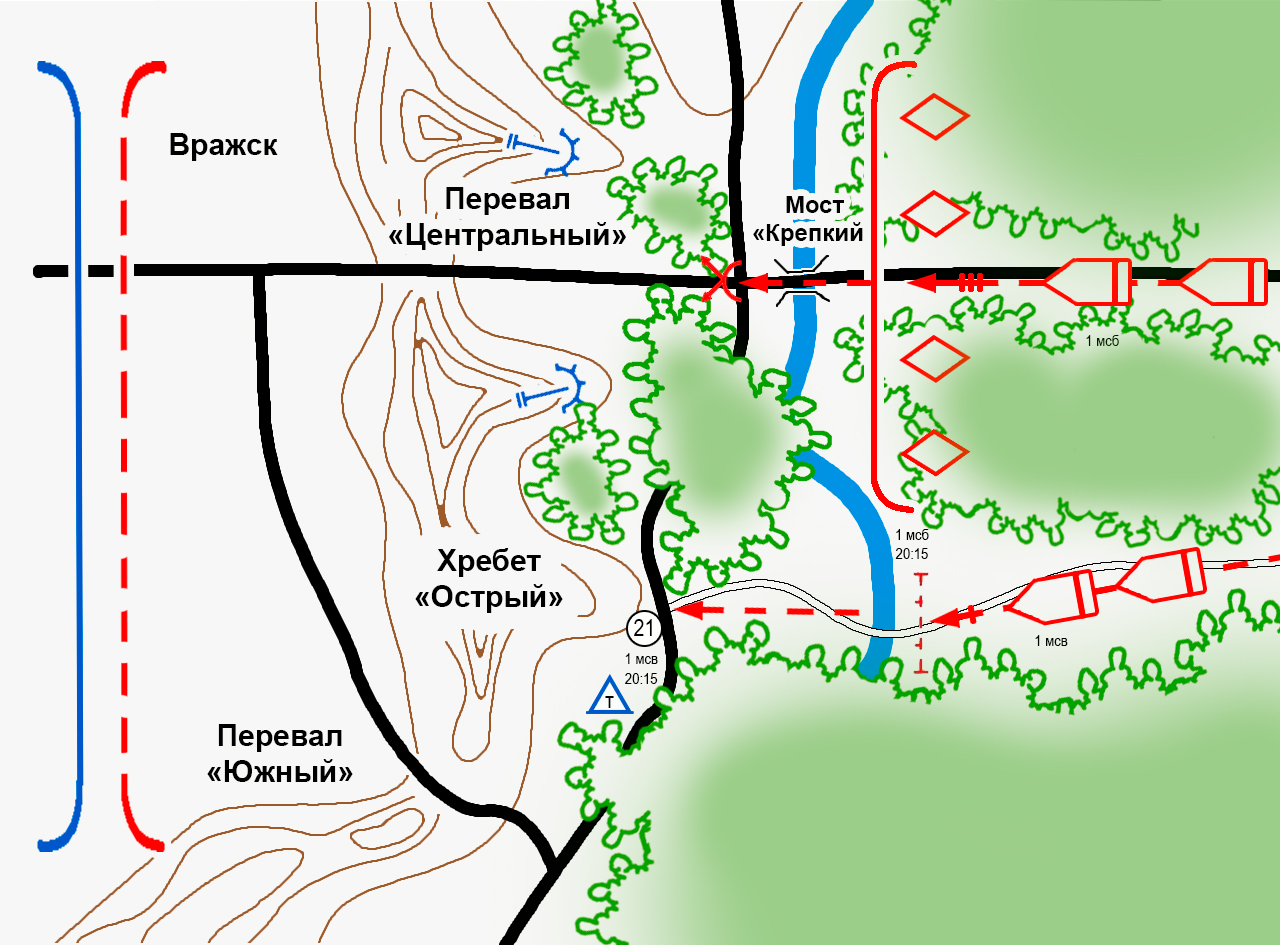 Вражск
Перевал
«Центральный»
Мост
«Крепкий
1 мсб
1 мсб
20:15
Хребет
«Острый»
21
1 мсв
20:15
1 мсв
т
Перевал
«Южный»